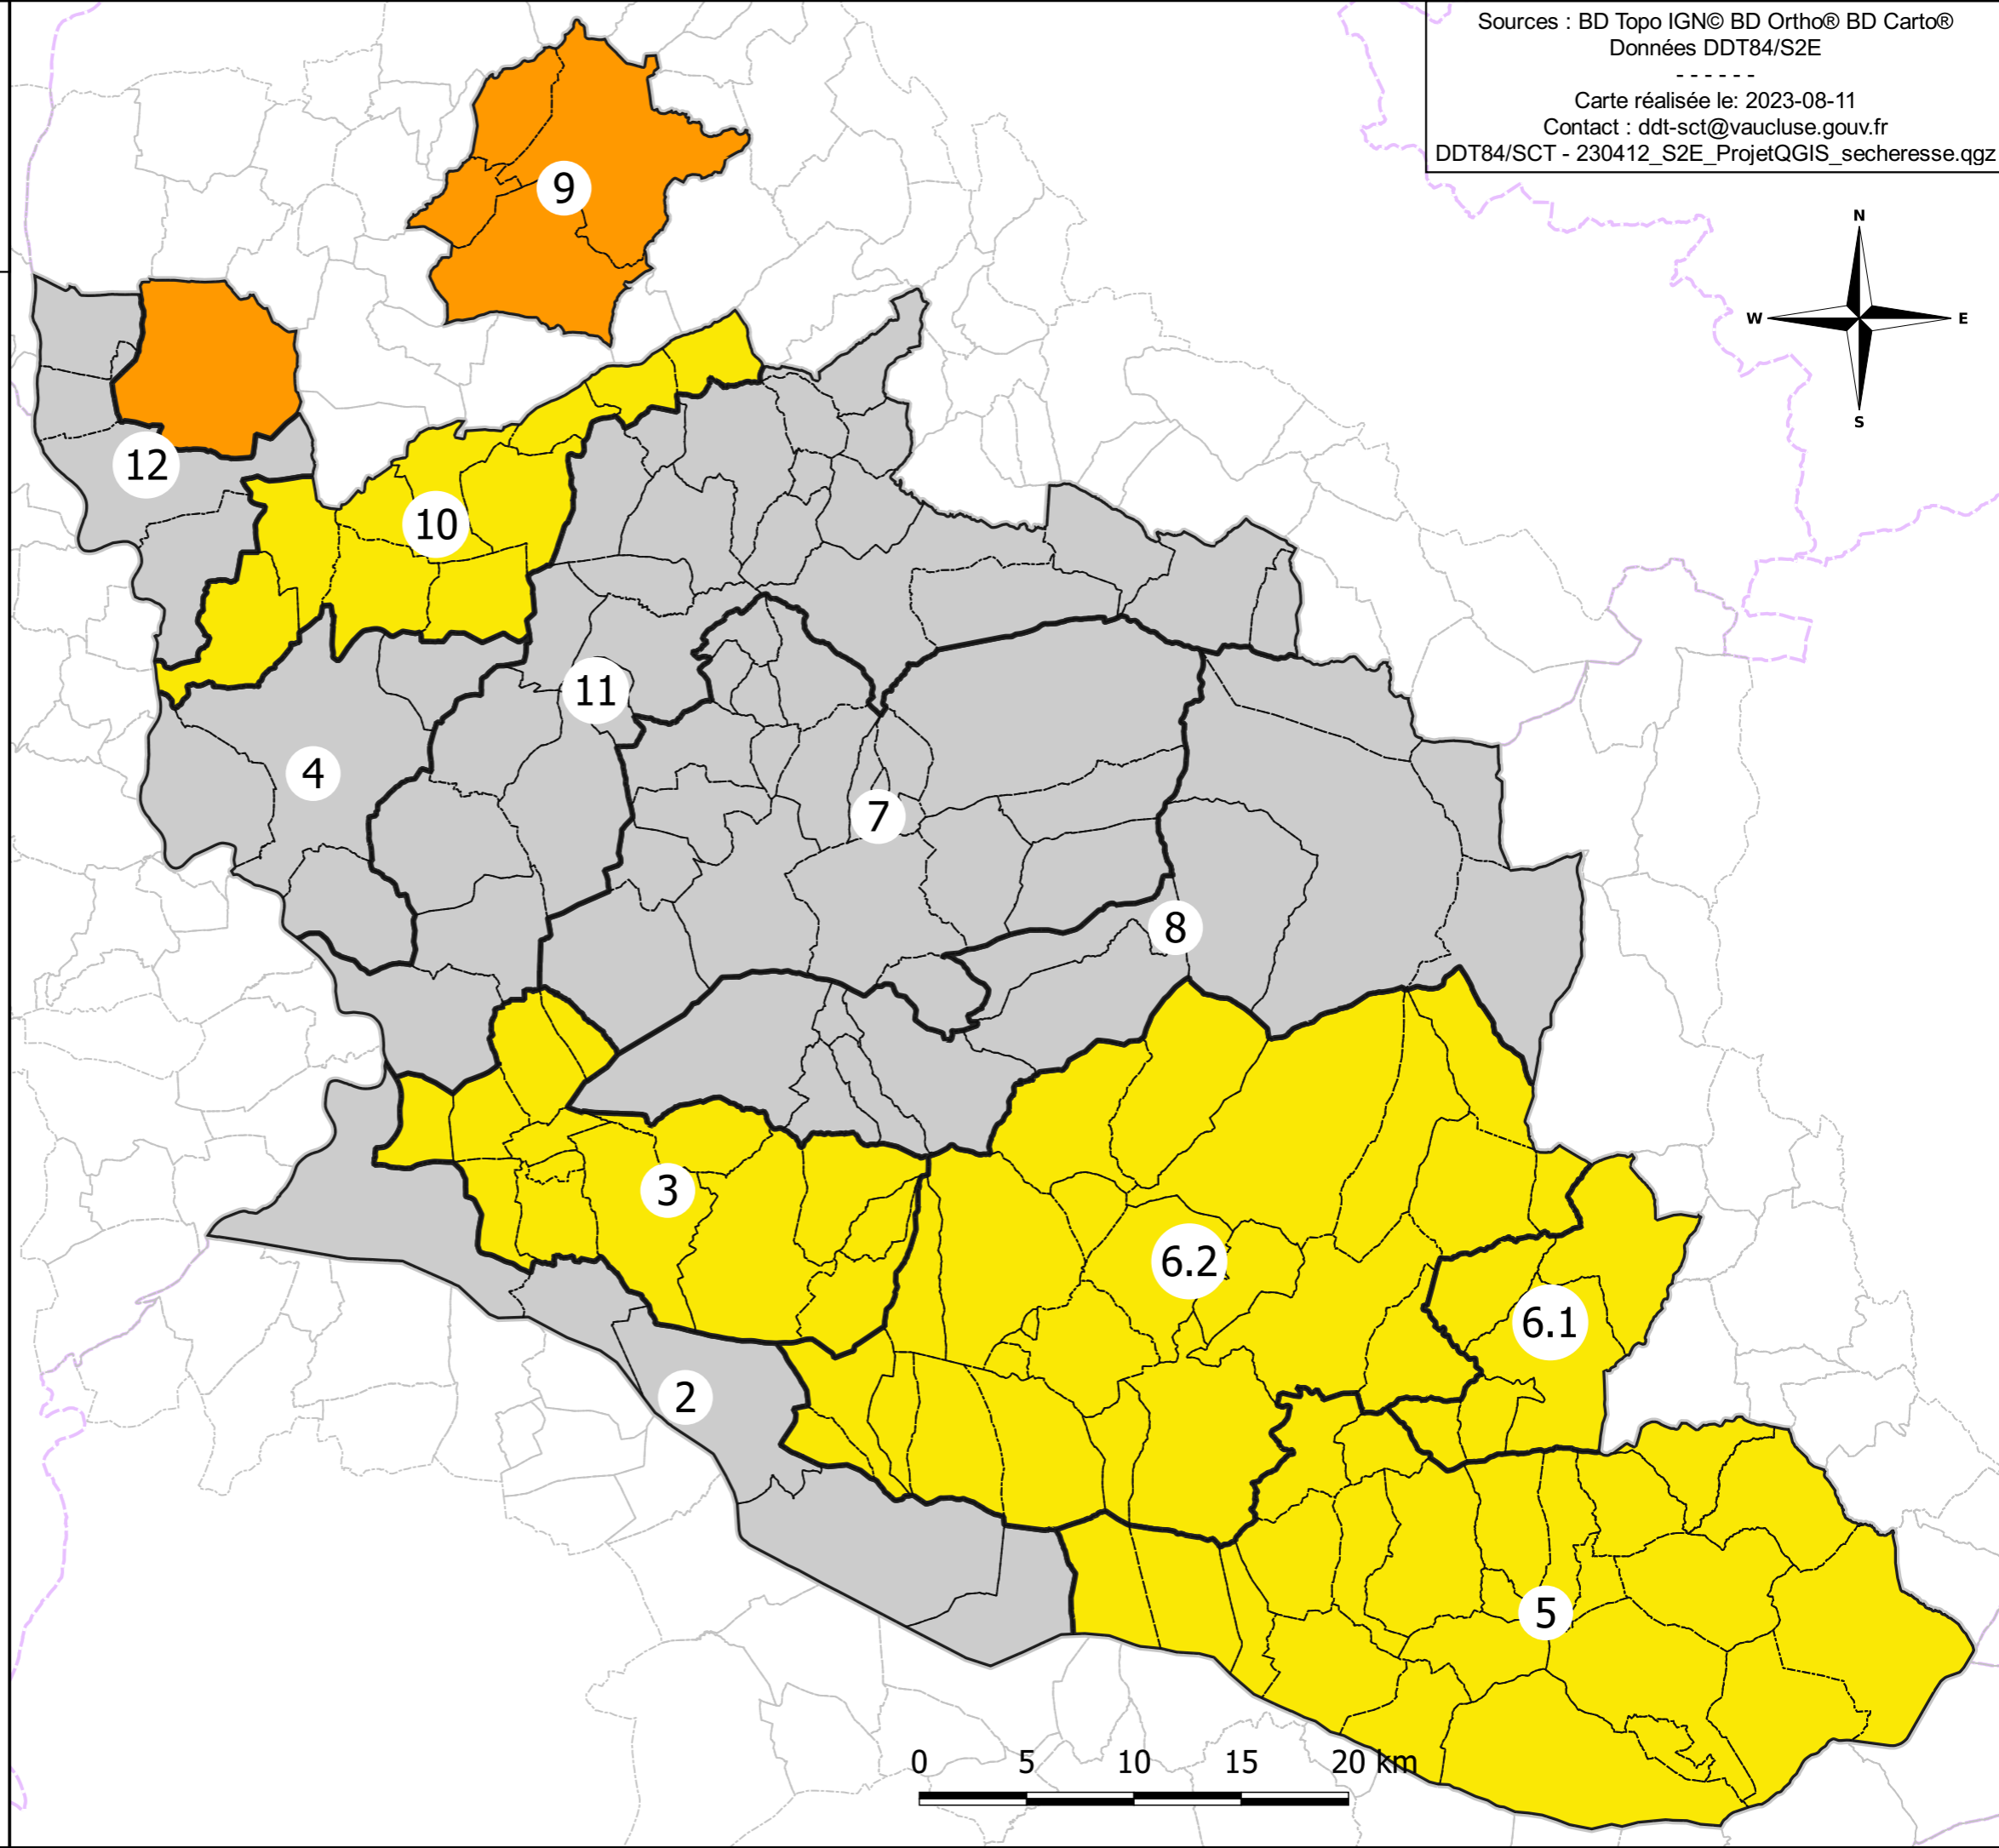 Sources : BD Topo IGN© BD Ortho® BD Carto®
Données DDT84/S2E
- - - - - -
Carte réalisée le: 2023-08-11
Contact : ddt-sct@vaucluse.gouv.fr
DDT84/SCT - 230412_S2E_ProjetQGIS_secheresse.qgz
9
N
W E
S
12
10
11
4
7
8
3
6.2
6.1
2
5
0 5 10 15 20 km